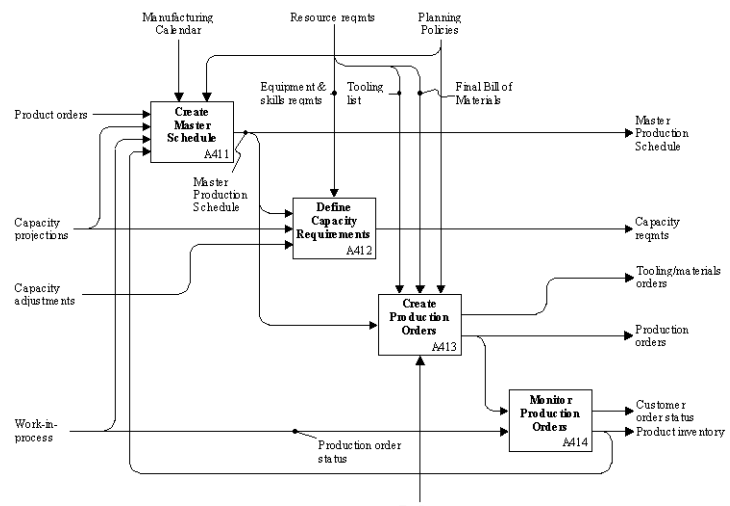 Manufacturing
Calendar
Resource reqmts
Planning
Policies
Equipment &
skills reqmts
Tooling
list
Final Bill of
Materials
Product orders
Create
Master
Schedule
A411
Master
Production
Schedule
Master
Production
Schedule
Define
Capacity
Requirements
A412
Capacity
projections
Capacity
reqmts
Capacity
adjustments
Tooling/materials
orders
Create
Production
Orders
A413
Production
orders
Monitor
Production
Orders
A414
Customer
order status
Product inventory
Work-in-
process
Production order
status